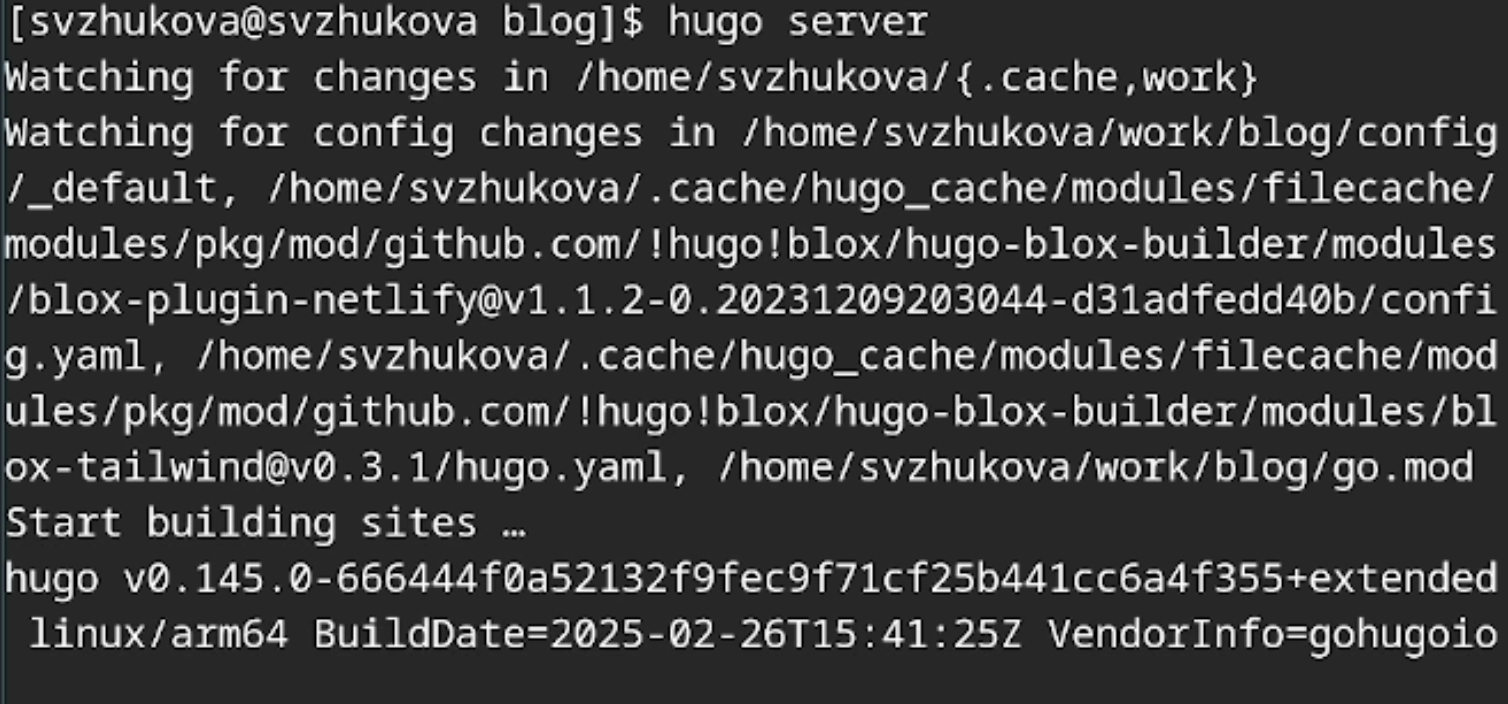 [svzhukova@svzhukova blog]$ hugo server
Watching for changes in /home/svzhukova/{.cache,work}
Watching for config changes in /home/svzhukova/work/blog/config
/_default, /home/svzhukova/.cache/hugo_cache/modules/filecache/
modules/pkg/mod/github.com/!hugo!blox/hugo-blox-builder/modules
/blox-plugin-netlify@v1.1.2-0.20231209203044-d31adfedd40b/confi
g.yaml, /home/svzhukova/.cache/hugo_cache/modules/filecache/mod
ules/pkg/mod/github.com/!hugo!blox/hugo-blox-builder/modules/bl
ox-tailwind@v0.3.1/hugo.yaml, /home/svzhukova/work/blog/go.mod
Start building sites …
hugo v0.145.0-666444f0a52132f9fec9f71cf25b441cc6a4f355+extended
 linux/arm64 BuildDate=2025-02-26T15:41:25Z VendorInfo=gohugoio